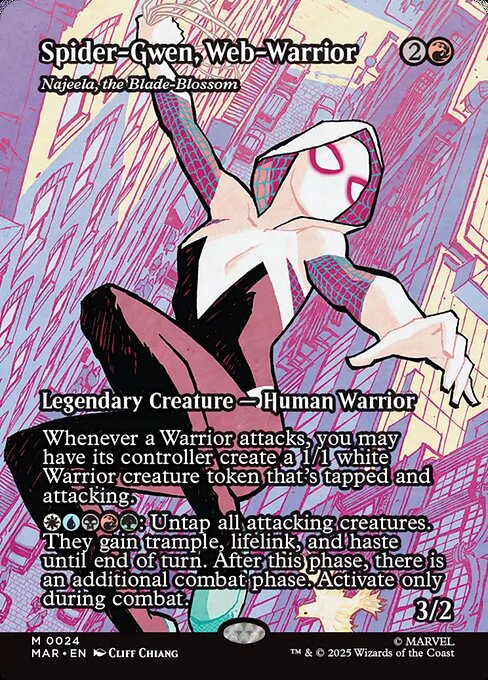 Spider-Gwen, Web-Warrior 2
Najeela, the Blade-Blossom
Legendary Creature — Human Warrior
Whenever a Warrior attacks, you may
have its controller create a 1/1 white
Warrior creature token that's tapped and
attacking.
: Untap all attacking creatures.
They gain trample, lifelink, and haste
until end of turn. After this phase, there is
an additional combat phase. Activate only
during combat.
3/2
M 0024
MAR • EN Cliff Chiang
© MARVEL
™ & © 2025 Wizards of the Coast